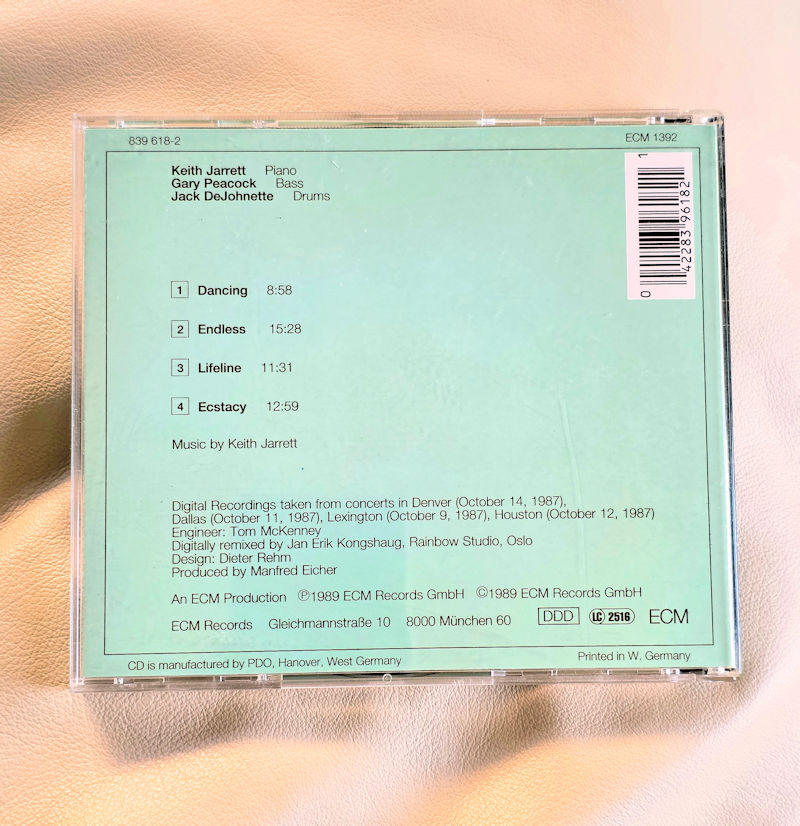 839 618-2
ECM 1392
Keith Jarrett Piano
Gary Peacock Bass
Jack DeJohnette Drums
0 42283 96182 1
1 Dancing 8:58
2 Endless 15:28
3 Lifeline 11:31
4 Ecstacy 12:59
Music by Keith Jarrett
Digital Recordings taken from concerts in Denver (October 14, 1987),
Dallas (October 11, 1987), Lexington (October 9, 1987), Houston (October 12, 1987)
Engineer: Tom McKenney
Digitally remixed by Jan Erik Kongshaug, Rainbow Studio, Oslo
Design: Dieter Rehm
Produced by Manfred Eicher
An ECM Production ℗1989 ECM Records GmbH ©1989 ECM Records GmbH
ECM Records Gleichmannstraße 10 8000 München 60 DDD LC 2516 ECM
CD is manufactured by PDO, Hanover, West Germany
Printed in W. Germany